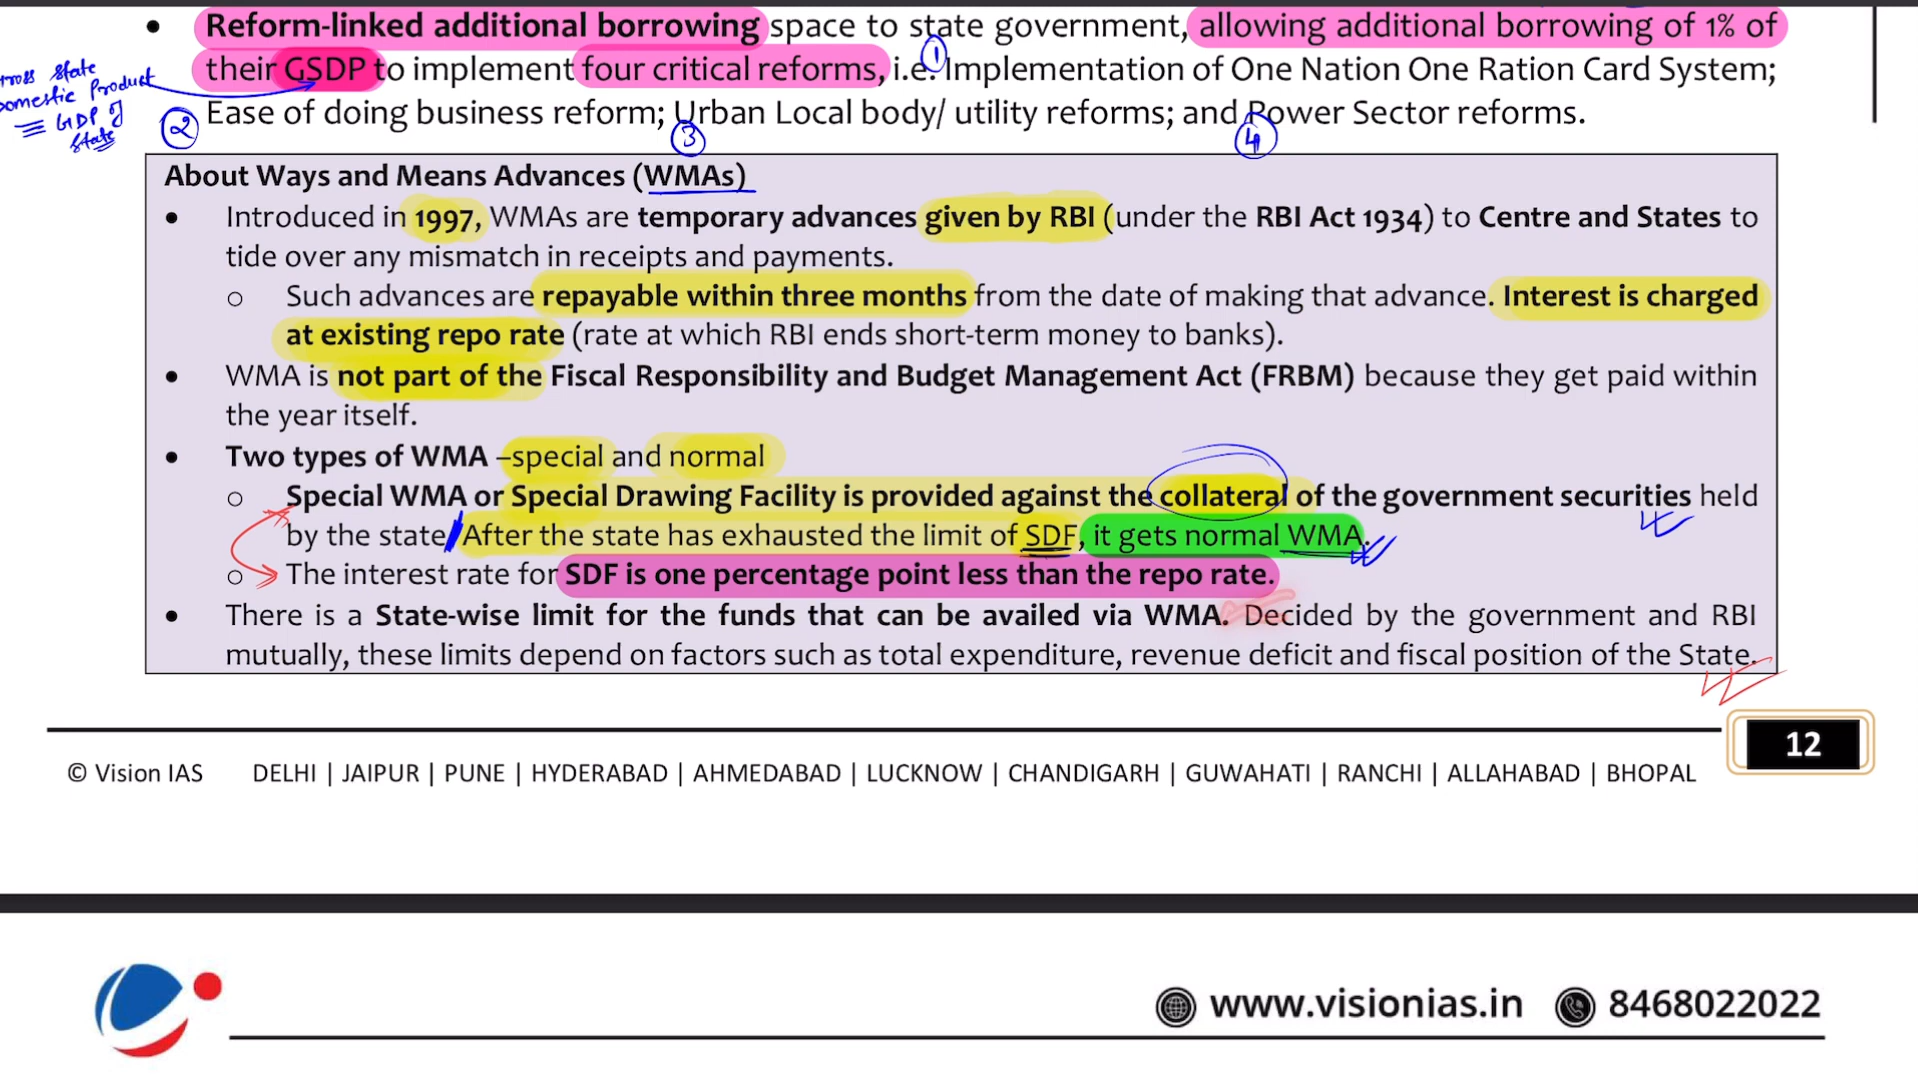 • Reform-linked additional borrowing space to state government, allowing additional borrowing of 1% of
their GSDP to implement four critical reforms, i.e. Implementation of One Nation One Ration Card System;
Ease of doing business reform; Urban Local body/ utility reforms; and Power Sector reforms.
State
Domestic Product
= GDP of
State
1
2
3
4
About Ways and Means Advances (WMAs)
• Introduced in 1997, WMAs are temporary advances given by RBI (under the RBI Act 1934) to Centre and States to
tide over any mismatch in receipts and payments.
o Such advances are repayable within three months from the date of making that advance. Interest is charged
at existing repo rate (rate at which RBI ends short-term money to banks).
• WMA is not part of the Fiscal Responsibility and Budget Management Act (FRBM) because they get paid within
the year itself.
• Two types of WMA –special and normal
o Special WMA or Special Drawing Facility is provided against the collateral of the government securities held
by the state. After the state has exhausted the limit of SDF, it gets normal WMA.
o The interest rate for SDF is one percentage point less than the repo rate.
• There is a State-wise limit for the funds that can be availed via WMA. Decided by the government and RBI
mutually, these limits depend on factors such as total expenditure, revenue deficit and fiscal position of the State.
12
© Vision IAS DELHI | JAIPUR | PUNE | HYDERABAD | AHMEDABAD | LUCKNOW | CHANDIGARH | GUWAHATI | RANCHI | ALLAHABAD | BHOPAL
www.visionias.in 8468022022